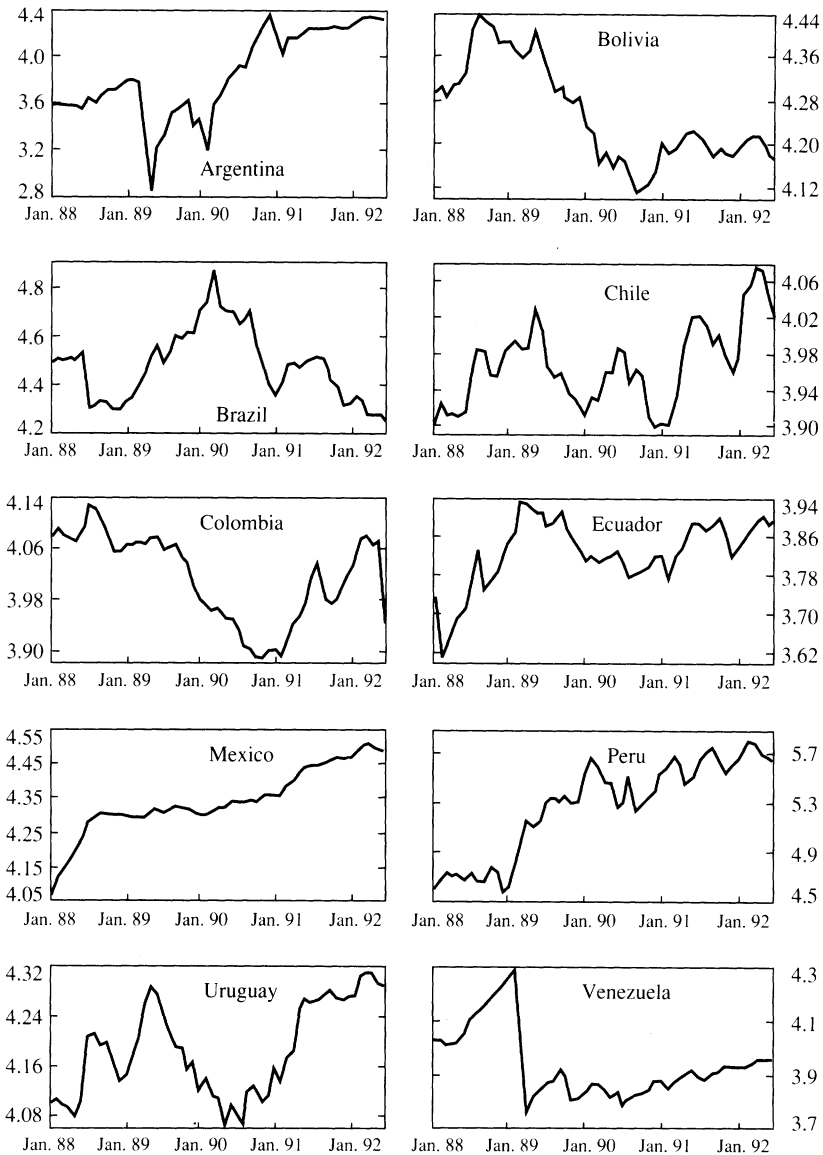 4.4
4.0
3.6
3.2
2.8
Argentina
Jan. 88 Jan. 89 Jan. 90 Jan. 91 Jan. 92
Bolivia
4.44
4.36
4.28
4.20
4.12
Jan. 88 Jan. 89 Jan. 90 Jan. 91 Jan. 92
4.8
4.6
4.4
4.2
Brazil
Jan. 88 Jan. 89 Jan. 90 Jan. 91 Jan. 92
Chile
4.06
4.02
3.98
3.94
3.90
Jan. 88 Jan. 89 Jan. 90 Jan. 91 Jan. 92
4.14
4.06
3.98
3.90
Colombia
Jan. 88 Jan. 89 Jan. 90 Jan. 91 Jan. 92
Ecuador
3.94
3.86
3.78
3.70
3.62
Jan. 88 Jan. 89 Jan. 90 Jan. 91 Jan. 92
4.55
4.45
4.35
4.25
4.15
4.05
Mexico
Jan. 88 Jan. 89 Jan. 90 Jan. 91 Jan. 92
Peru
5.7
5.3
4.9
4.5
Jan. 88 Jan. 89 Jan. 90 Jan. 91 Jan. 92
4.32
4.24
4.16
4.08
Uruguay
Jan. 88 Jan. 89 Jan. 90 Jan. 91 Jan. 92
Venezuela
4.3
4.1
3.9
3.7
Jan. 88 Jan. 89 Jan. 90 Jan. 91 Jan. 92